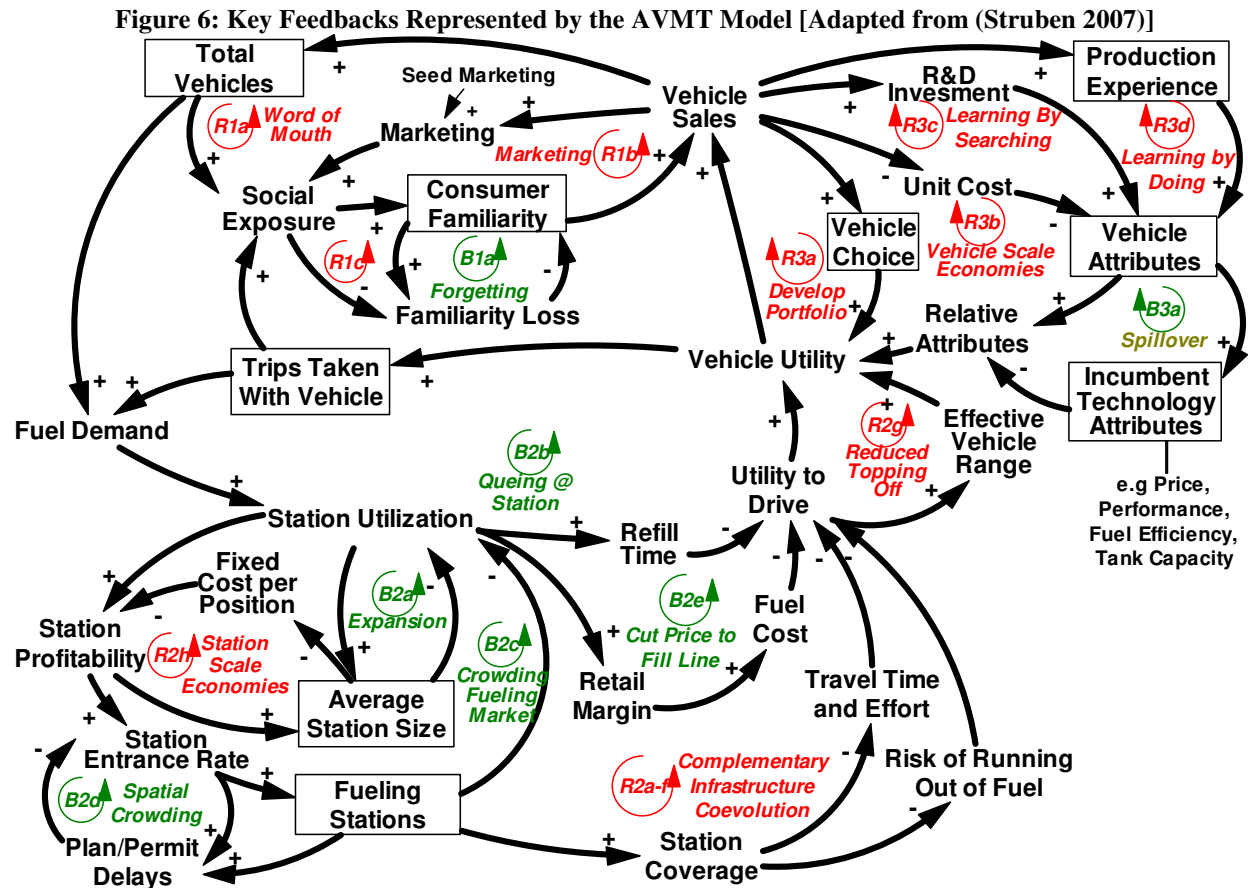 Figure 6: Key Feedbacks Represented by the AVMT Model [Adapted from (Struben 2007)]
Total
Vehicles
+
Seed Marketing
+
Marketing
+
R1a
Word of
Mouth
+
Marketing
R1b
+
Vehicle
Sales
+
+
R&D
Invesment
+
Production
Experience
R3c
Learning By
Searching
R3d
Learning by
Doing
+
+
-
Unit Cost
-
R3b
Vehicle Scale
Economies
Vehicle
Attributes
Social
Exposure
+
Consumer
Familiarity
+
+
Vehicle
Choice
+
R3a
Develop
Portfolio
+
R1c
+
+
B1a
Forgetting
-
-
Familiarity Loss
+
Relative
Attributes
+
B3a
Spillover
+
-
Incumbent
Technology
Attributes
e.g Price,
Performance,
Fuel Efficiency,
Tank Capacity
Vehicle Utility
+
Trips Taken
With Vehicle
+
+
Fuel Demand
+
+
R2g
Reduced
Topping
Off
Effective
Vehicle
Range
+
Utility to
Drive
B2b
Queing @
Station
Station Utilization
+
Refill
Time
-
-
-
-
+
Fixed
Cost per
Position
-
-
B2a
Expansion
+
-
-
B2c
Crowding
Fueling
Market
B2e
Cut Price to
Fill Line
+
Retail
Margin
+
Fuel
Cost
Station
Profitability
R2h
Station
Scale
Economies
+
Average
Station Size
Travel Time
and Effort
-
+
Station
Entrance Rate
-
+
B2d
Spatial
Crowding
Fueling
Stations
+
+
Plan/Permit
Delays
R2a-f
Complementary
Infrastructure
Coevolution
Risk of Running
Out of Fuel
-
+
Station
Coverage